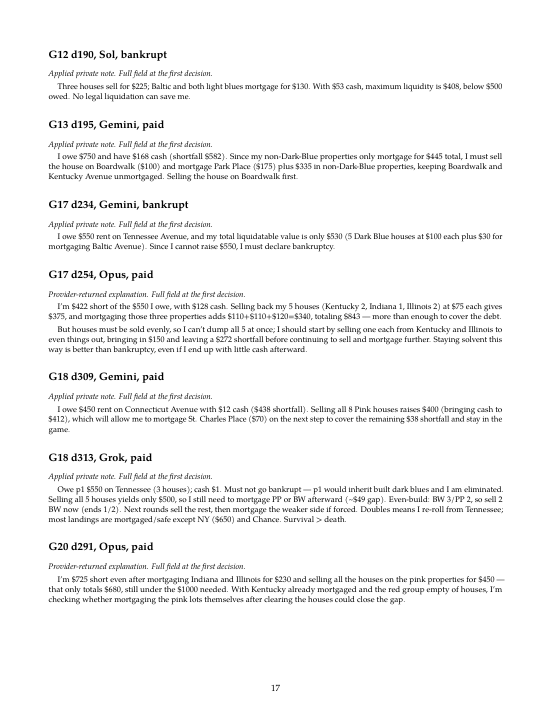 G12 d190, Sol, bankrupt
Applied private note. Full field at the first decision.
Three houses sell for $225; Baltic and both light blues mortgage for $130. With $53 cash, maximum liquidity is $408, below $500
owed. No legal liquidation can save me.
G13 d195, Gemini, paid
Applied private note. Full field at the first decision.
I owe $750 and have $168 cash (shortfall $582). Since my non-Dark-Blue properties only mortgage for $445 total, I must sell
the house on Boardwalk ($100) and mortgage Park Place ($175) plus $335 in non-Dark-Blue properties, keeping Boardwalk and
Kentucky Avenue unmortgaged. Selling the house on Boardwalk first.
G17 d234, Gemini, bankrupt
Applied private note. Full field at the first decision.
I owe $550 rent on Tennessee Avenue, and my total liquidatable value is only $530 (5 Dark Blue houses at $100 each plus $30 for
mortgaging Baltic Avenue). Since I cannot raise $550, I must declare bankruptcy.
G17 d254, Opus, paid
Provider-returned explanation. Full field at the first decision.
I'm $422 short of the $550 I owe, with $128 cash. Selling back my 5 houses (Kentucky 2, Indiana 1, Illinois 2) at $75 each gives
$375, and mortgaging those three properties adds $110+$110+$120=$340, totaling $843 — more than enough to cover the debt.
But houses must be sold evenly, so I can't dump all 5 at once; I should start by selling one each from Kentucky and Illinois to
even things out, bringing in $150 and leaving a $272 shortfall before continuing to sell and mortgage further. Staying solvent this
way is better than bankruptcy, even if I end up with little cash afterward.
G18 d309, Gemini, paid
Applied private note. Full field at the first decision.
I owe $450 rent on Connecticut Avenue with $12 cash ($438 shortfall). Selling all 8 Pink houses raises $400 (bringing cash to
$412), which will allow me to mortgage St. Charles Place ($70) on the next step to cover the remaining $38 shortfall and stay in the
game.
G18 d313, Grok, paid
Applied private note. Full field at the first decision.
Owe p1 $550 on Tennessee (3 houses); cash $1. Must not go bankrupt — p1 would inherit built dark blues and I am eliminated.
Selling all 5 houses yields only $500, so I still need to mortgage PP or BW afterward (~$49 gap). Even-build: BW 3/PP 2, so sell 2
BW now (ends 1/2). Next rounds sell the rest, then mortgage the weaker side if forced. Doubles means I re-roll from Tennessee;
most landings are mortgaged/safe except NY ($650) and Chance. Survival > death.
G20 d291, Opus, paid
Provider-returned explanation. Full field at the first decision.
I'm $725 short even after mortgaging Indiana and Illinois for $230 and selling all the houses on the pink properties for $450 —
that only totals $680, still under the $1000 needed. With Kentucky already mortgaged and the red group empty of houses, I'm
checking whether mortgaging the pink lots themselves after clearing the houses could close the gap.
17